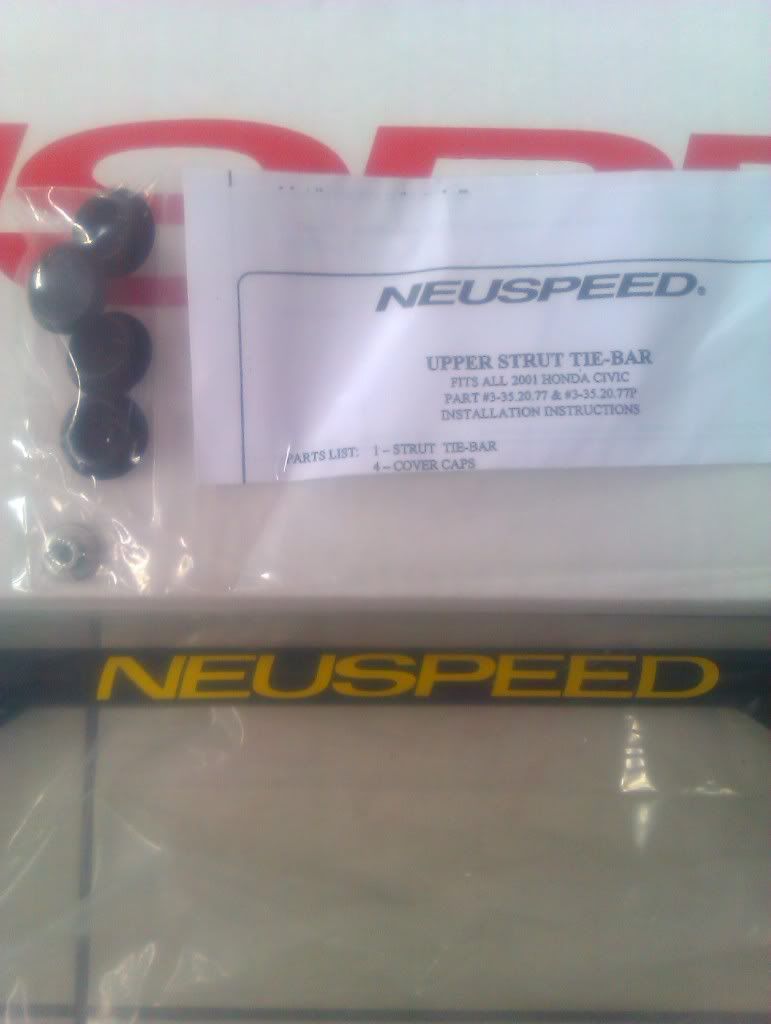 NEUSPEED®
UPPER STRUT TIE-BAR
FITS ALL 2001 HONDA CIVIC
PART #3-35.20.77 & #3-35.20.77P
INSTALLATION INSTRUCTIONS
PARTS LIST: 1 – STRUT TIE-BAR
4 – COVER CAPS
NEUSPEED